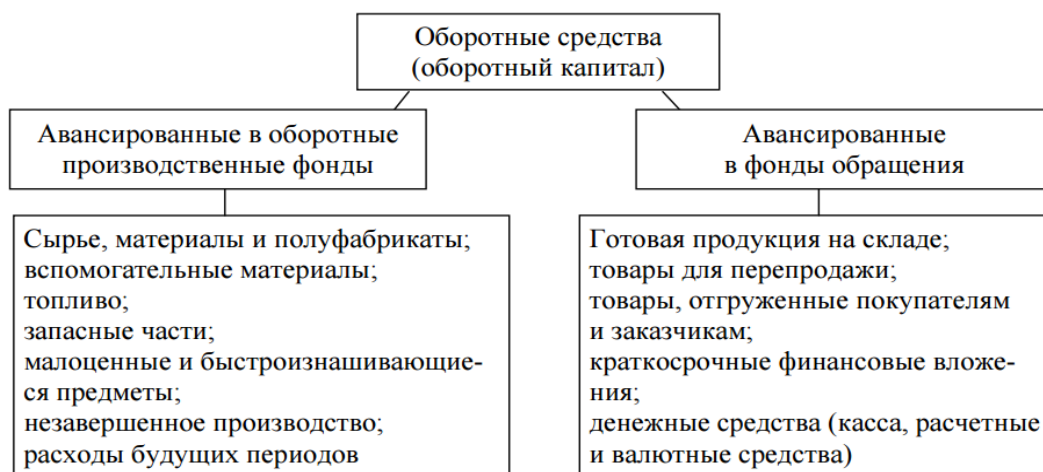 Оборотные средства
(оборотный капитал)
Авансированные в оборотные
производственные фонды
Авансированные
в фонды обращения
Сырье, материалы и полуфабрикаты;
вспомогательные материалы;
топливо;
запасные части;
малоценные и быстроизнашивающие-
ся предметы;
незавершенное производство;
расходы будущих периодов
Готовая продукция на складе;
товары для перепродажи;
товары, отгруженные покупателям
и заказчикам;
краткосрочные финансовые вложе-
ния;
денежные средства (касса, расчетные
и валютные средства)